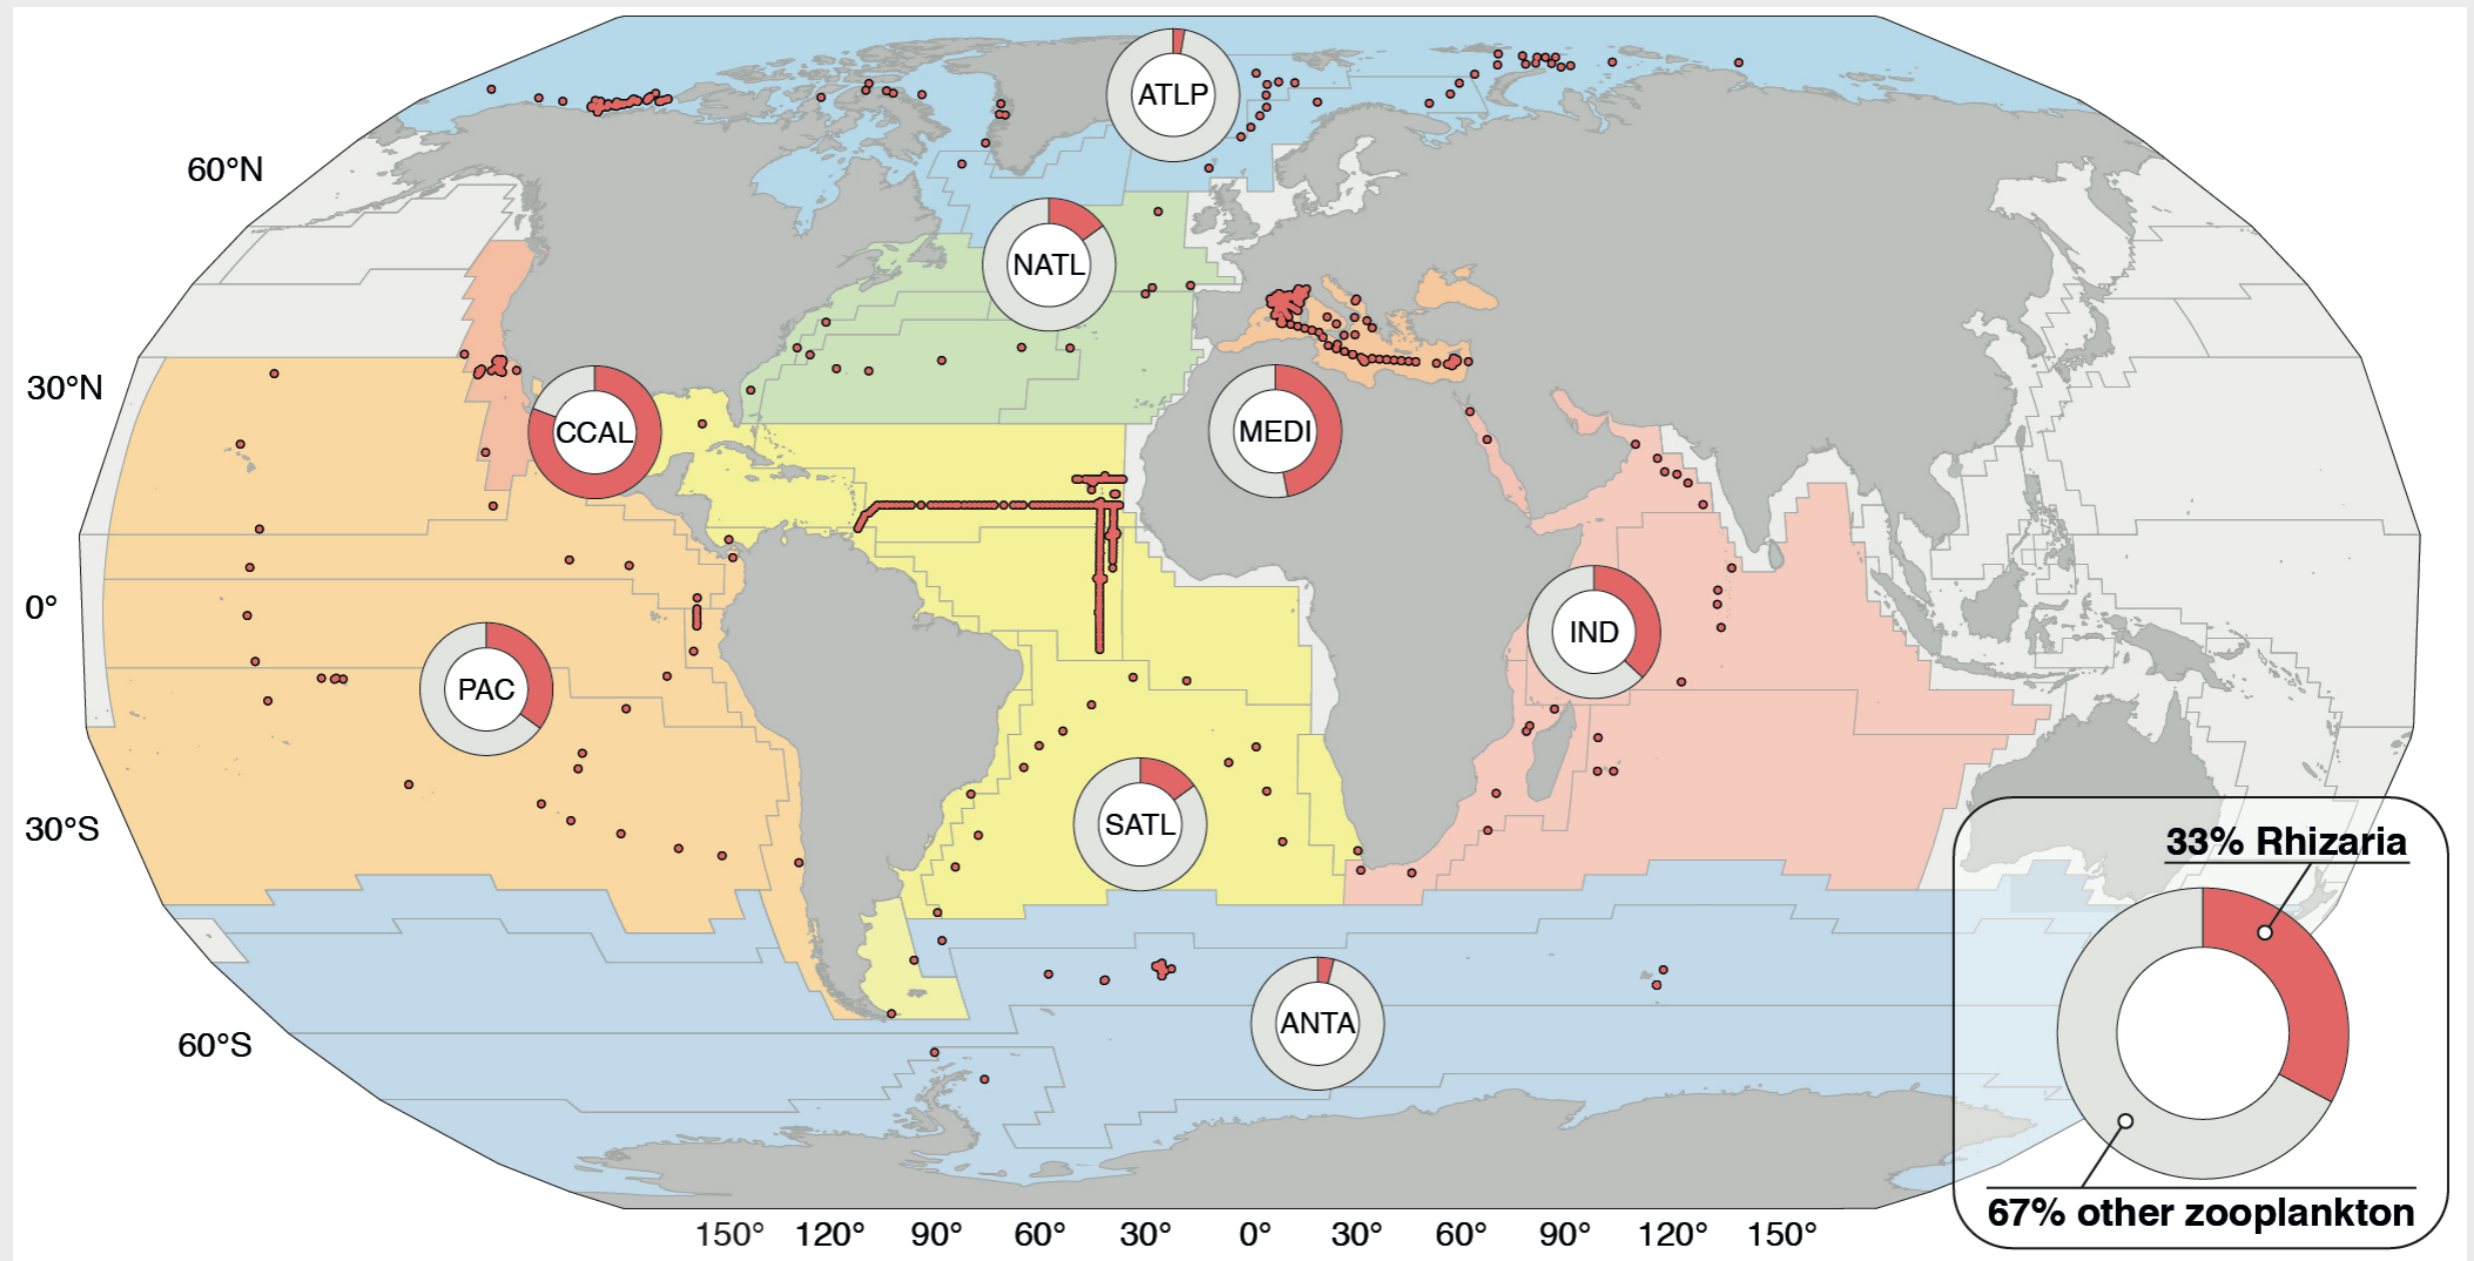 ATLP
60°N
NATL
30°N
CCAL
MEDI
0°
IND
PAC
30°S
SATL
33% Rhizaria
ANTA
60°S
67% other zooplankton
150° 120° 90° 60° 30° 0° 30° 60° 90° 120° 150°